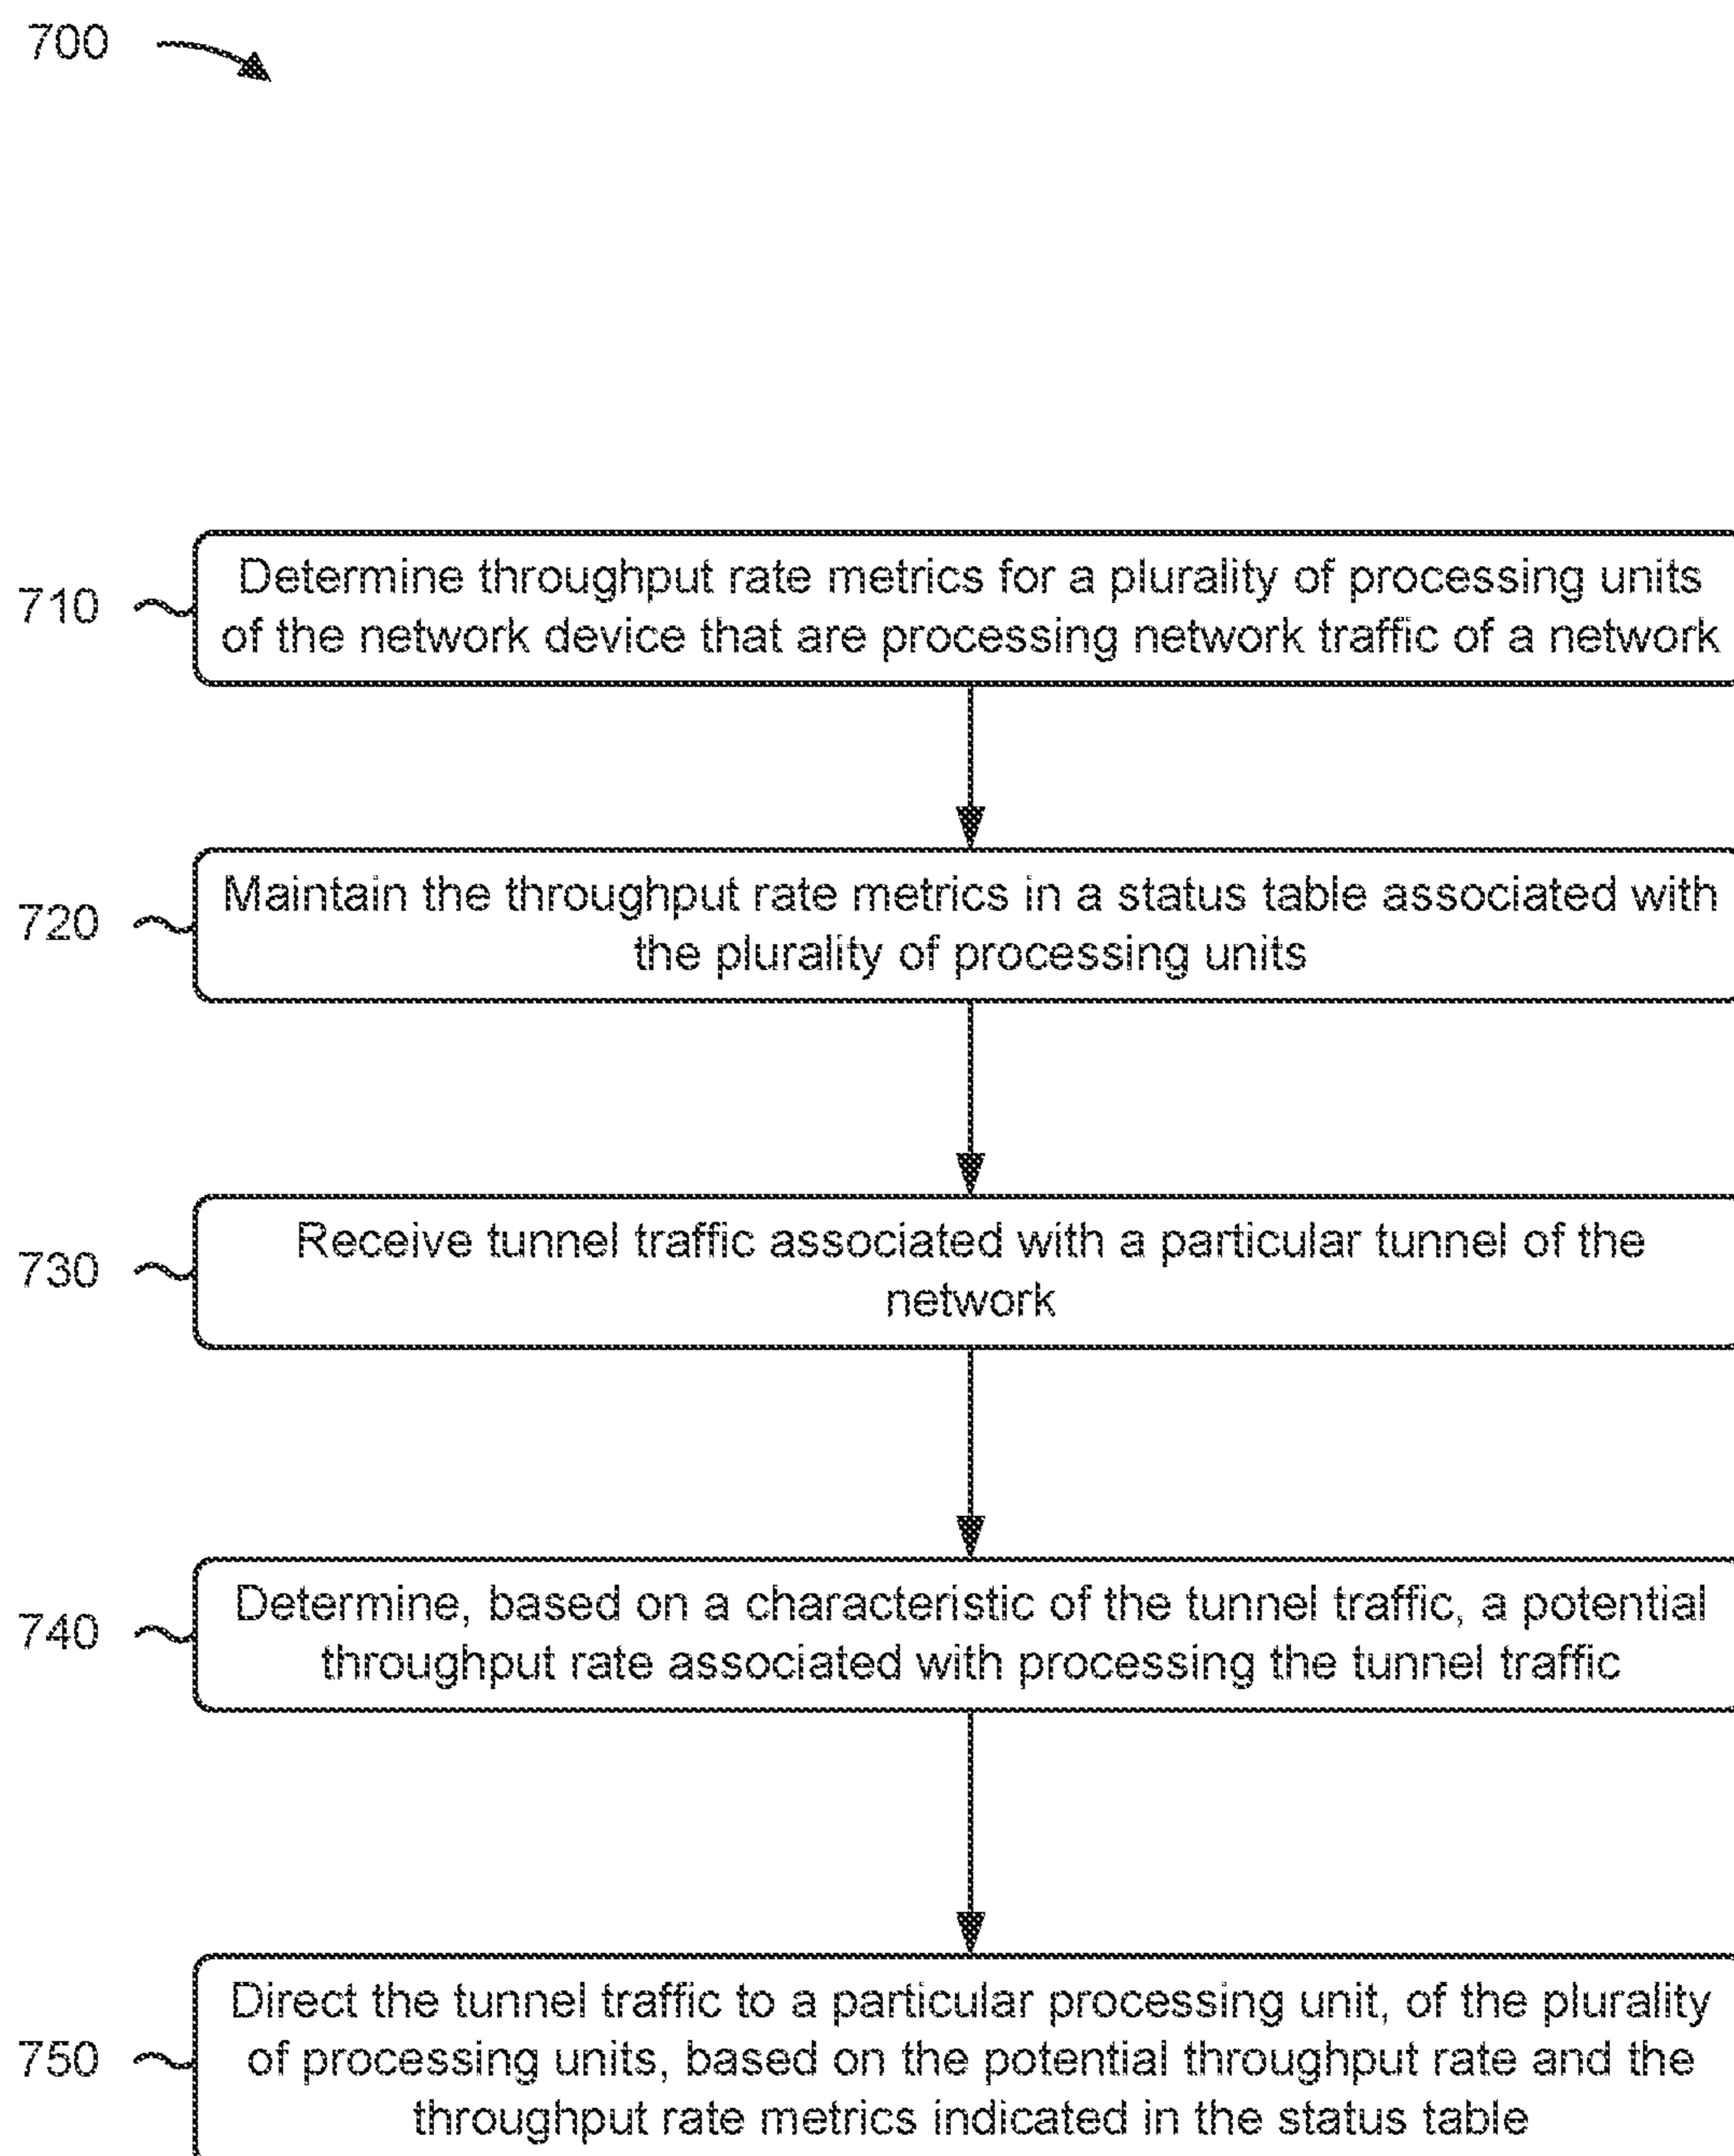 700
710
Determine throughput rate metrics for a plurality of processing units
of the network device that are processing network traffic of a network
720
Maintain the throughput rate metrics in a status table associated with
the plurality of processing units
730
Receive tunnel traffic associated with a particular tunnel of the
network
740
Determine, based on a characteristic of the tunnel traffic, a potential
throughput rate associated with processing the tunnel traffic
750
Direct the tunnel traffic to a particular processing unit, of the plurality
of processing units, based on the potential throughput rate and the
throughput rate metrics indicated in the status table